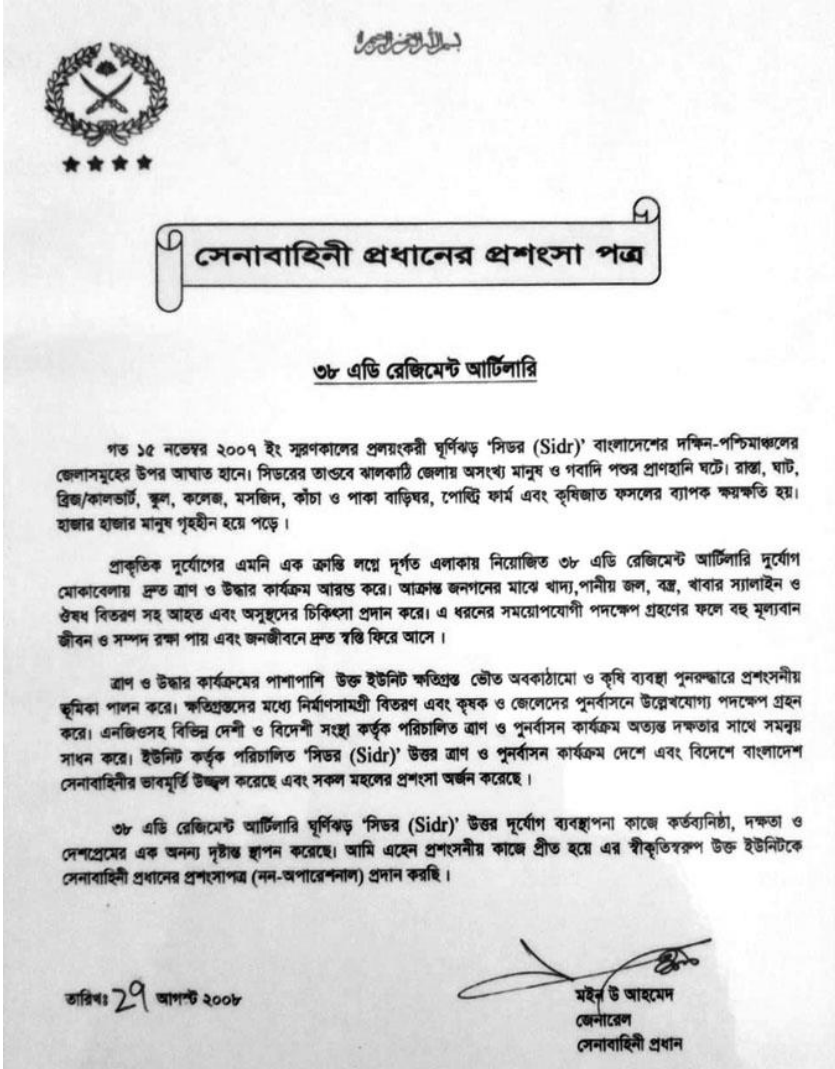 بسم الله الرحمن الرحيم
সেনাবাহিনী প্রধানের প্রশংসা পত্র
৩৮ এডি রেজিমেন্ট আর্টিলারি
গত ১৫ নভেম্বর ২০০৭ ইং স্মরণকালের প্রলয়ংকরী ঘূর্ণিঝড় ‘সিডর (Sidr)’ বাংলাদেশের দক্ষিন-পশ্চিমাঞ্চলের
জেলাসমুহের উপর আঘাত হানে। সিডরের তান্ডবে ঝালকাঠি জেলায় অসংখ্য মানুষ ও গবাদি পশুর প্রাণহানি ঘটে। রাস্তা, ঘাট,
ব্রিজ/কালভার্ট, স্কুল, কলেজ, মসজিদ, কাঁচা ও পাকা বাড়িঘর, পোল্ট্রি ফার্ম এবং কৃষিজাত ফসলের ব্যাপক ক্ষয়ক্ষতি হয়।
হাজার হাজার মানুষ গৃহহীন হয়ে পড়ে ।
প্রাকৃতিক দুর্যোগের এমনি এক ক্রান্তি লগ্নে দূর্গত এলাকায় নিয়োজিত ৩৮ এডি রেজিমেন্ট আর্টিলারি দুর্যোগ
মোকাবেলায় দ্রুত ত্রাণ ও উদ্ধার কার্যক্রম আরম্ভ করে। আক্রান্ত জনগনের মাঝে খাদ্য,পানীয় জল, বস্ত্র, খাবার স্যালাইন ও
ঔষধ বিতরণ সহ আহত এবং অসুস্থদের চিকিৎসা প্রদান করে। এ ধরনের সময়োপযোগী পদক্ষেপ গ্রহণের ফলে বহু মূল্যবান
জীবন ও সম্পদ রক্ষা পায় এবং জনজীবনে দ্রুত স্বস্তি ফিরে আসে ।
ত্রাণ ও উদ্ধার কার্যক্রমের পাশাপাশি উক্ত ইউনিট ক্ষতিগ্রস্ত ভৌত অবকাঠামো ও কৃষি ব্যবস্থা পুনরুদ্ধারে প্রশংসনীয়
ভূমিকা পালন করে। ক্ষতিগ্রস্তদের মধ্যে নির্মাণসামগ্রী বিতরণ এবং কৃষক ও জেলেদের পুনর্বাসনে উল্লেখযোগ্য পদক্ষেপ গ্রহন
করে। এনজিওসহ বিভিন্ন দেশী ও বিদেশী সংস্থা কর্তৃক পরিচালিত ত্রাণ ও পুনর্বাসন কার্যক্রম অত্যন্ত দক্ষতার সাথে সমন্বয়
সাধন করে। ইউনিট কর্তৃক পরিচালিত ‘সিডর (Sidr)’ উত্তর ত্রাণ ও পুনর্বাসন কার্যক্রম দেশে এবং বিদেশে বাংলাদেশ
সেনাবাহিনীর ভাবমূর্তি উজ্জ্বল করেছে এবং সকল মহলের প্রশংসা অর্জন করেছে ।
৩৮ এডি রেজিমেন্ট আর্টিলারি ঘূর্ণিঝড় ‘সিডর (Sidr)’ উত্তর দূর্যোগ ব্যবস্থাপনা কাজে কর্তব্যনিষ্ঠা, দক্ষতা ও
দেশপ্রেমের এক অনন্য দৃষ্টান্ত স্থাপন করেছে। আমি এহেন প্রশংসনীয় কাজে প্রীত হয়ে এর স্বীকৃতিস্বরুপ উক্ত ইউনিটকে
সেনাবাহিনী প্রধানের প্রশংসাপত্র (নন-অপারেশনাল) প্রদান করছি ।
তারিখঃ 29 আগস্ট ২০০৮
মইন উ আহমেদ
জেনারেল
সেনাবাহিনী প্রধান